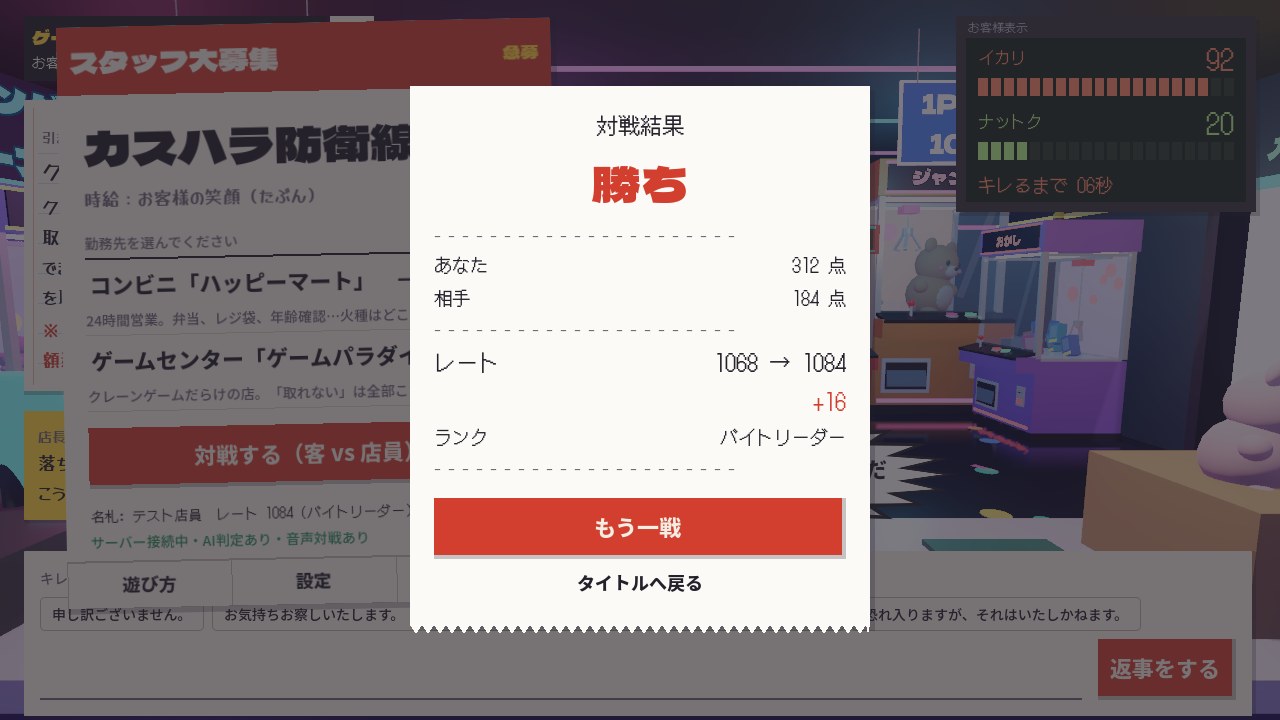 スタッフ大募集
急募
カスハラ防衛線
時給：お客様の笑顔（たぶん）
勤務先を選んでください
コンビニ「ハッピーマート」
24時間営業。弁当、レジ袋、年齢確認…火種はどこ
ゲームセンター「ゲームパラダイ
クレーンゲームだらけの店。「取れない」は全部こ
対戦する（客 vs 店員）
名札: テスト店員　レート 1084（バイトリーダー）
サーバー接続中・AI判定あり・音声対戦あり
遊び方
設定
対戦結果
勝ち
あなた 312 点
相手 184 点
レート 1068 → 1084
+16
ランク バイトリーダー
もう一戦
タイトルへ戻る
お客様表示
イカリ 92
ナットク 20
キレるまで 06秒
1P
ジャン
おかし
店長
落ち
こう
キレ
申し訳ございません。
お気持ちお察しいたします。
恐れ入りますが、それはいたしかねます。
返事をする